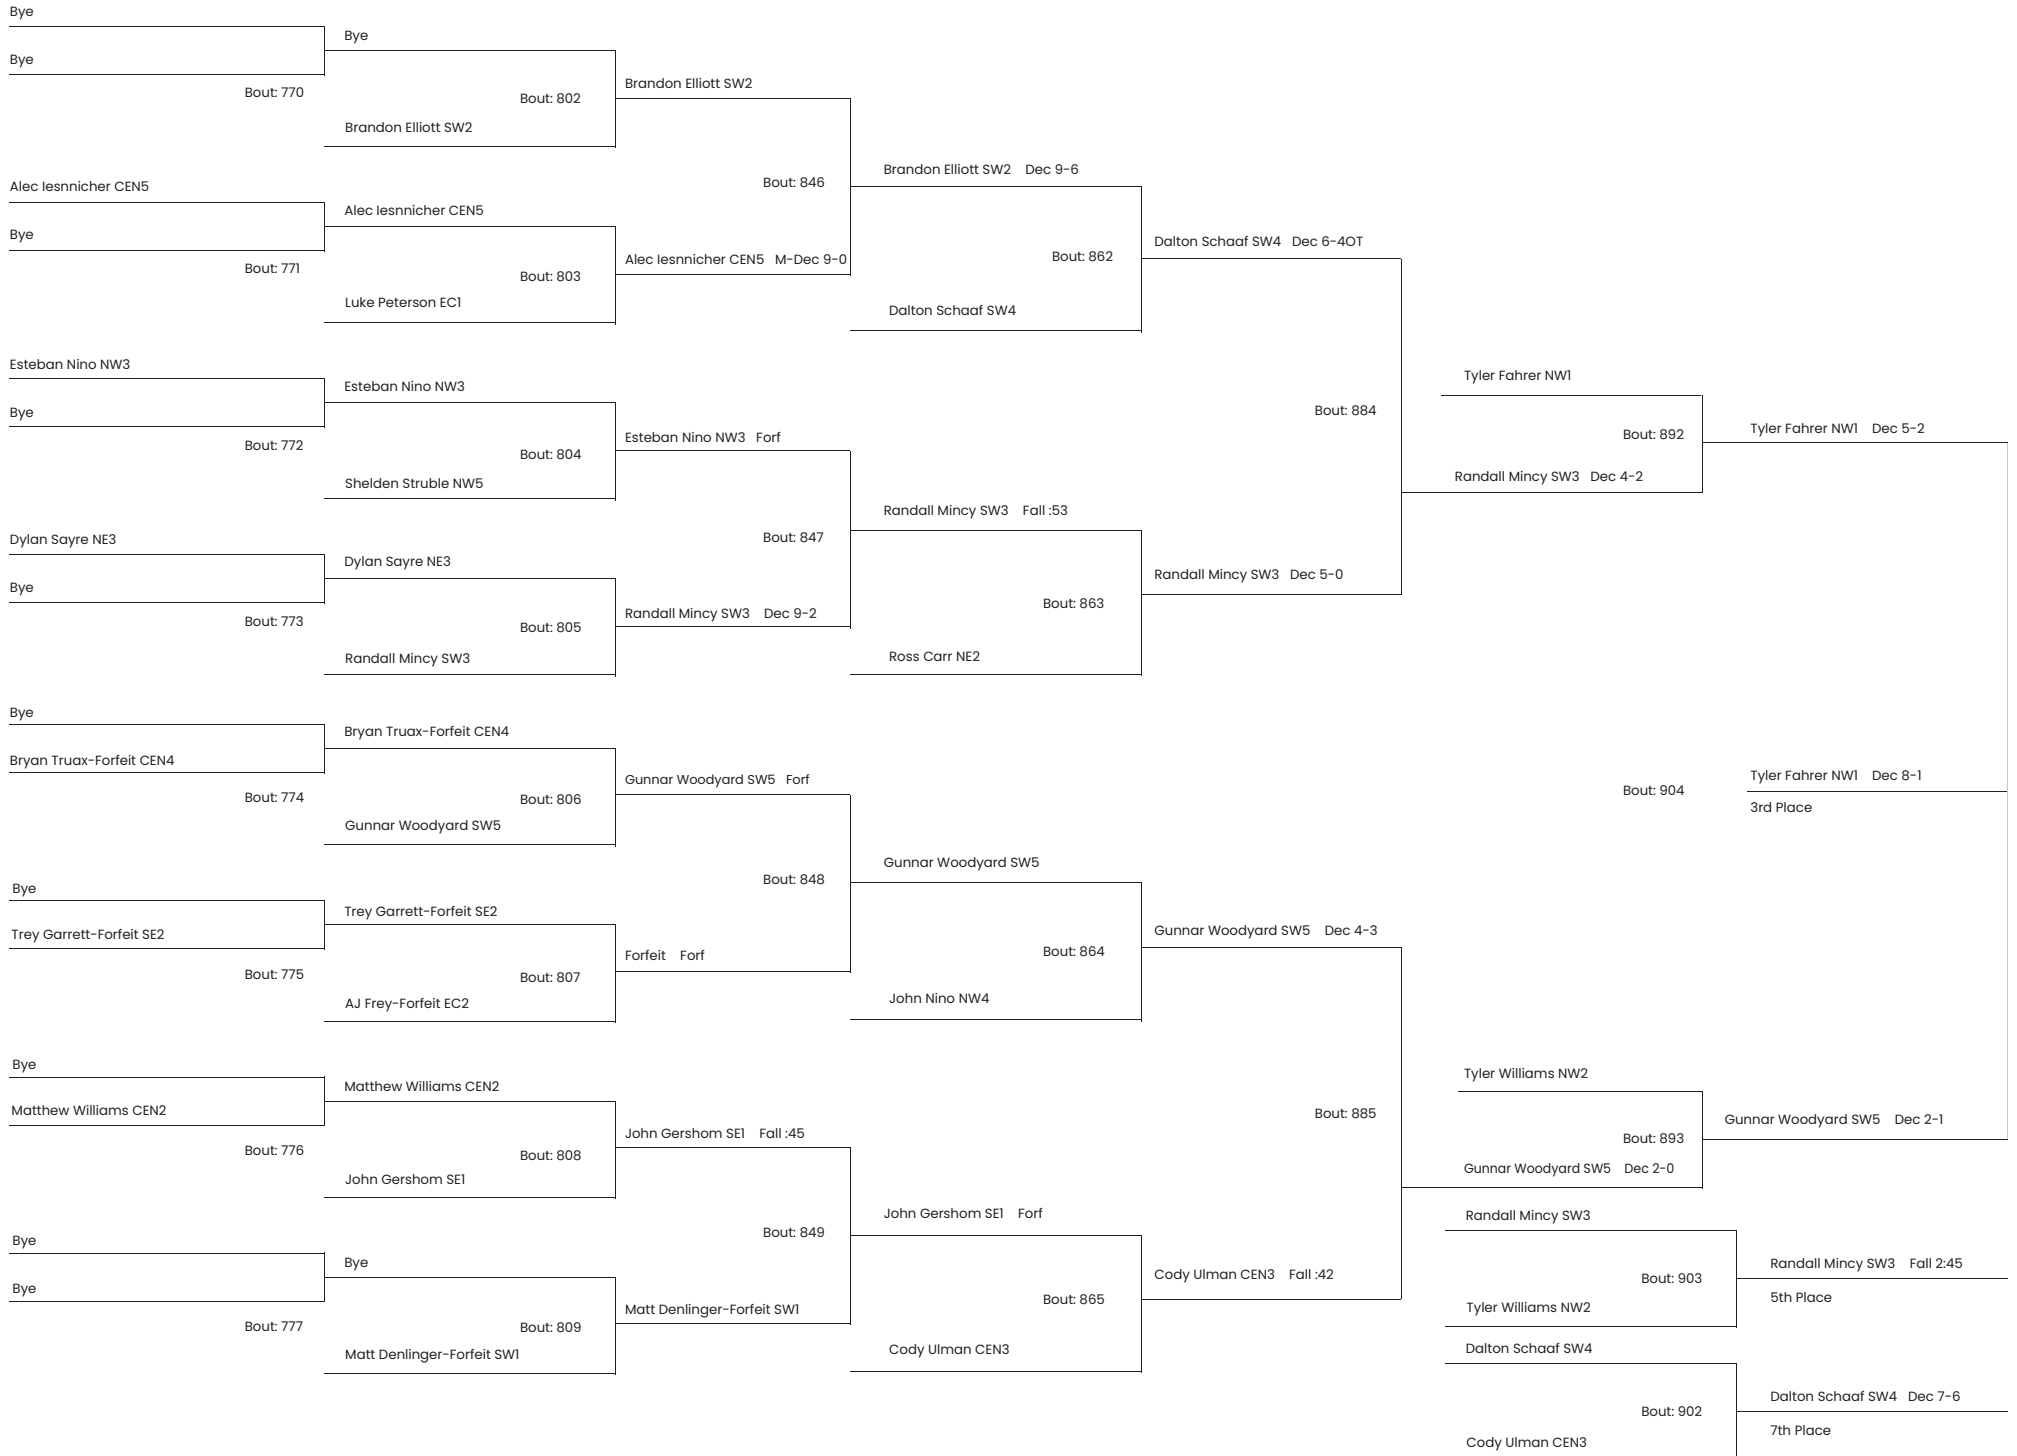 Bye
Bye
Bout: 770
Alec Iesnnicher CEN5
Bye
Bout: 771
Esteban Nino NW3
Bye
Bout: 772
Dylan Sayre NE3
Bye
Bout: 773
Bye
Bryan Truax-Forfeit CEN4
Bout: 774
Bye
Trey Garrett-Forfeit SE2
Bout: 775
Bye
Matthew Williams CEN2
Bout: 776
Bye
Bye
Bout: 777
Bye
Bout: 802
Brandon Elliott SW2
Alec Iesnnicher CEN5
Bout: 803
Luke Peterson EC1
Esteban Nino NW3
Bout: 804
Shelden Struble NW5
Dylan Sayre NE3
Bout: 805
Randall Mincy SW3
Bryan Truax-Forfeit CEN4
Bout: 806
Gunnar Woodyard SW5
Trey Garrett-Forfeit SE2
Bout: 807
AJ Frey-Forfeit EC2
Matthew Williams CEN2
Bout: 808
John Gershom SE1
Bye
Bout: 809
Matt Denlinger-Forfeit SW1
Brandon Elliott SW2
Bout: 846
Alec Iesnnicher CEN5 M-Dec 9-0
Esteban Nino NW3 Forf
Bout: 847
Randall Mincy SW3 Dec 9-2
Gunnar Woodyard SW5 Forf
Bout: 848
Forfeit Forf
John Gershom SE1 Fall :45
Bout: 849
Matt Denlinger-Forfeit SW1
Brandon Elliott SW2 Dec 9-6
Bout: 862
Dalton Schaaf SW4
Randall Mincy SW3 Fall :53
Bout: 863
Ross Carr NE2
Gunnar Woodyard SW5
Bout: 864
John Nino NW4
John Gershom SE1 Forf
Bout: 865
Cody Ulman CEN3
Dalton Schaaf SW4 Dec 6-4OT
Bout: 884
Randall Mincy SW3 Dec 5-0
Gunnar Woodyard SW5 Dec 4-3
Bout: 885
Cody Ulman CEN3 Fall :42
Tyler Fahrer NW1
Bout: 892
Randall Mincy SW3 Dec 4-2
Tyler Williams NW2
Bout: 893
Gunnar Woodyard SW5 Dec 2-0
Tyler Fahrer NW1 Dec 5-2
Bout: 904
Tyler Fahrer NW1 Dec 8-1
3rd Place
Gunnar Woodyard SW5 Dec 2-1
Randall Mincy SW3
Bout: 903
Tyler Williams NW2
Randall Mincy SW3 Fall 2:45
5th Place
Dalton Schaaf SW4
Bout: 902
Cody Ulman CEN3
Dalton Schaaf SW4 Dec 7-6
7th Place